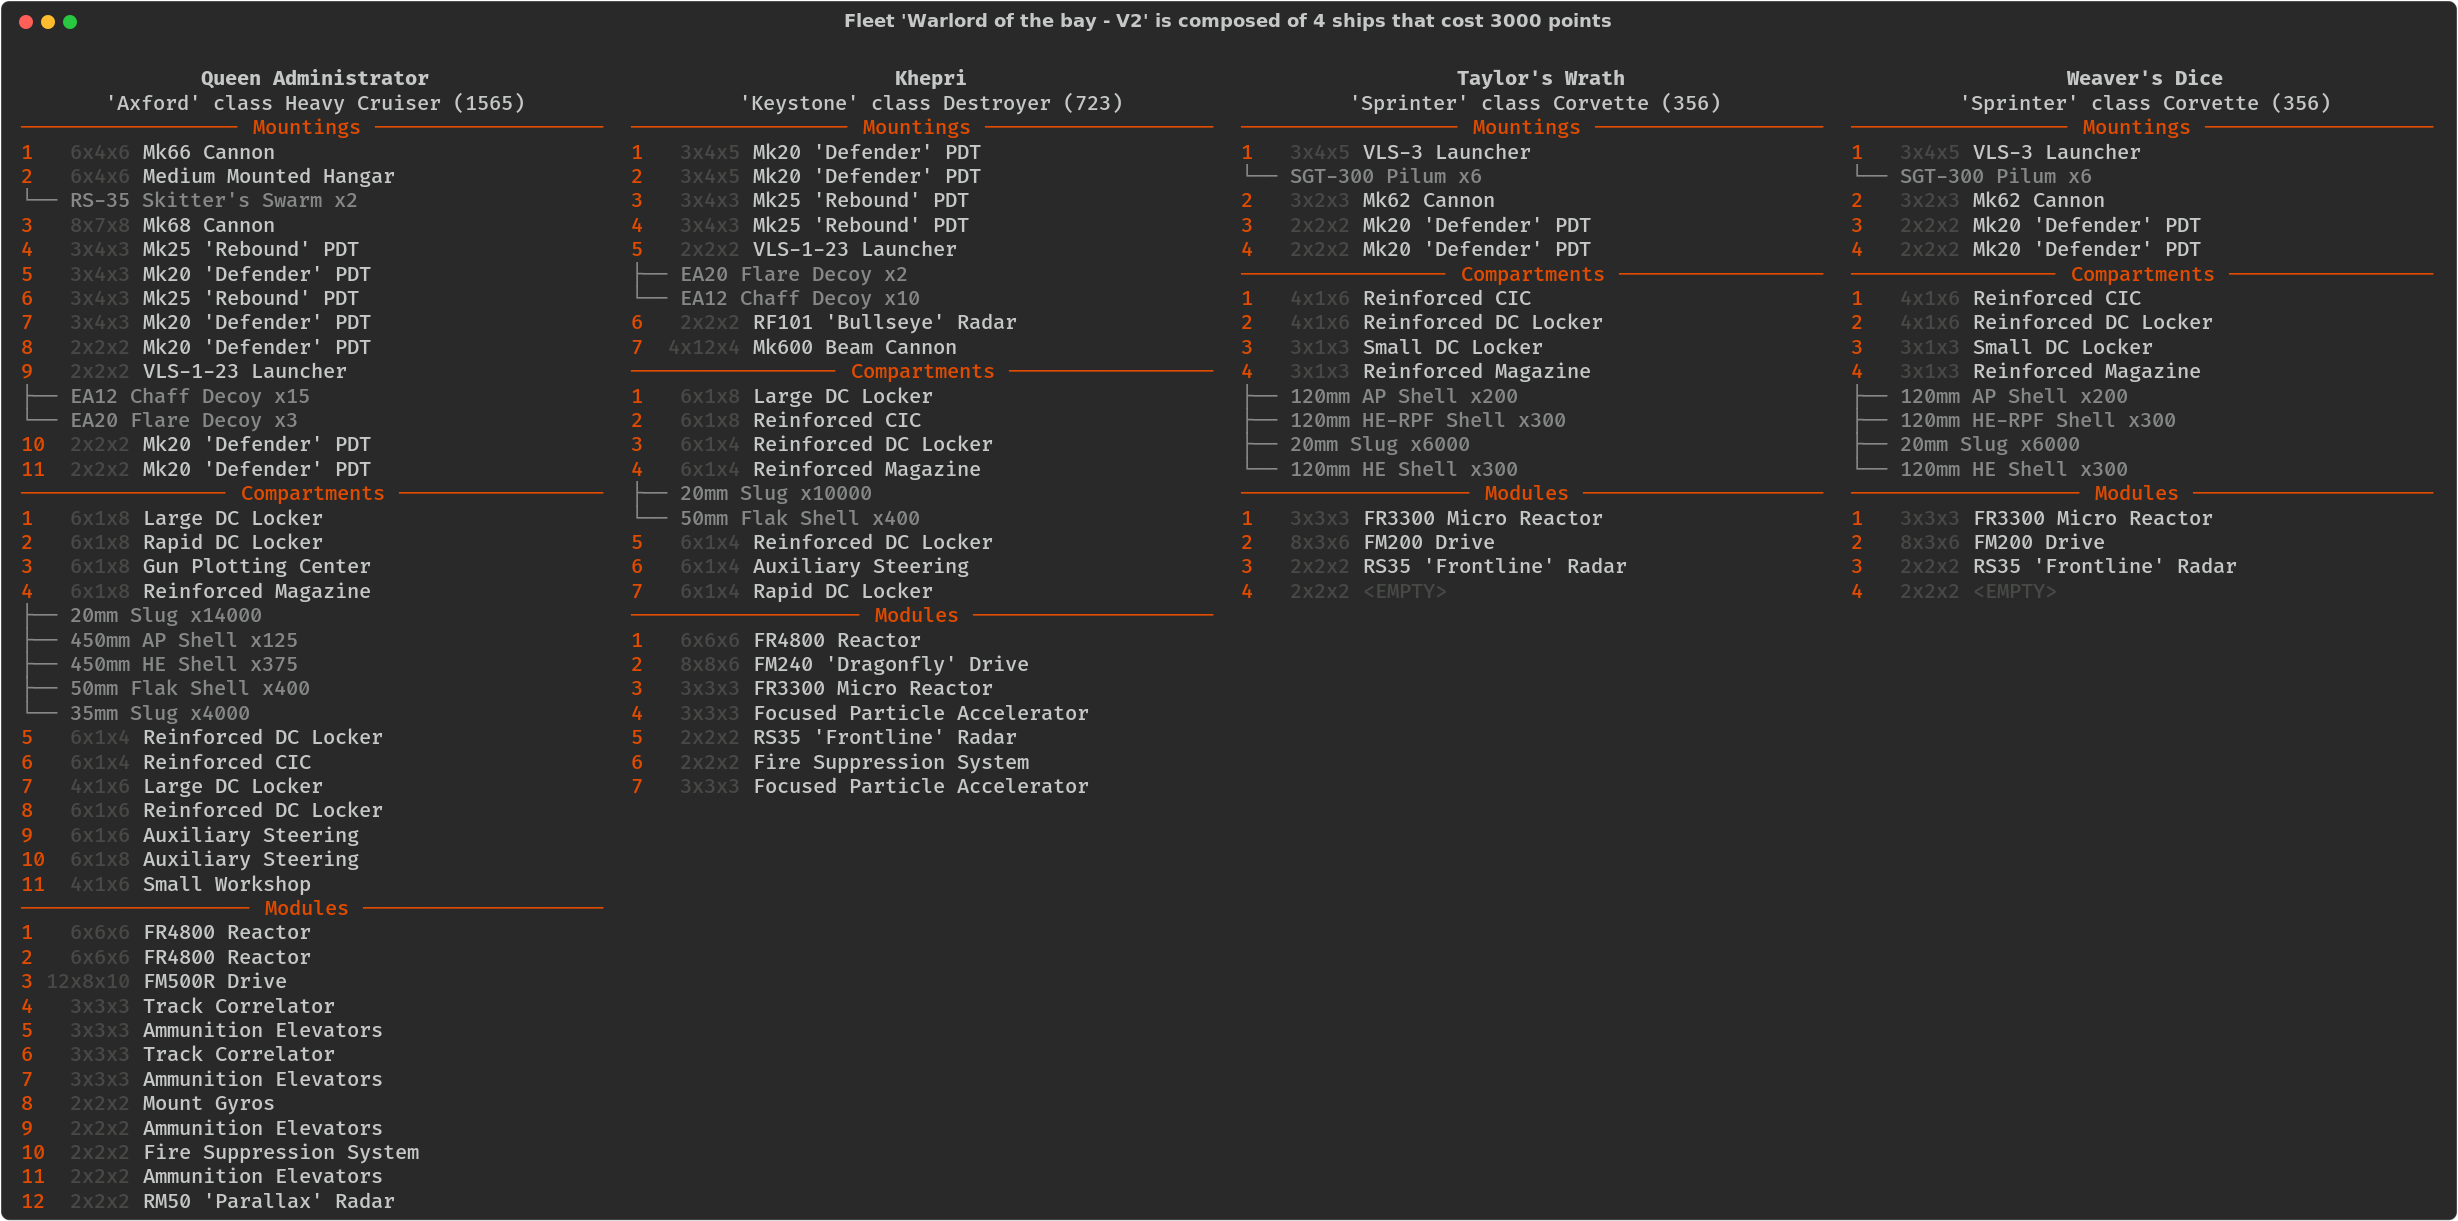 Fleet 'Warlord of the bay - V2' is composed of 4 ships that cost 3000 points
Queen Administrator
'Axford' class Heavy Cruiser (1565)
Mountings
1 6x4x6 Mk66 Cannon
2 6x4x6 Medium Mounted Hangar
RS-35 Skitter's Swarm x2
3 8x7x8 Mk68 Cannon
4 3x4x3 Mk25 'Rebound' PDT
5 3x4x3 Mk20 'Defender' PDT
6 3x4x3 Mk25 'Rebound' PDT
7 3x4x3 Mk20 'Defender' PDT
8 2x2x2 Mk20 'Defender' PDT
9 2x2x2 VLS-1-23 Launcher
EA12 Chaff Decoy x15
EA20 Flare Decoy x3
10 2x2x2 Mk20 'Defender' PDT
11 2x2x2 Mk20 'Defender' PDT
Compartments
1 6x1x8 Large DC Locker
2 6x1x8 Rapid DC Locker
3 6x1x8 Gun Plotting Center
4 6x1x8 Reinforced Magazine
20mm Slug x14000
450mm AP Shell x125
450mm HE Shell x375
50mm Flak Shell x400
35mm Slug x4000
5 6x1x4 Reinforced DC Locker
6 6x1x4 Reinforced CIC
7 4x1x6 Large DC Locker
8 6x1x6 Reinforced DC Locker
9 6x1x6 Auxiliary Steering
10 6x1x8 Auxiliary Steering
11 4x1x6 Small Workshop
Modules
1 6x6x6 FR4800 Reactor
2 6x6x6 FR4800 Reactor
3 12x8x10 FM500R Drive
4 3x3x3 Track Correlator
5 3x3x3 Ammunition Elevators
6 3x3x3 Track Correlator
7 3x3x3 Ammunition Elevators
8 2x2x2 Mount Gyros
9 2x2x2 Ammunition Elevators
10 2x2x2 Fire Suppression System
11 2x2x2 Ammunition Elevators
12 2x2x2 RM50 'Parallax' Radar
Khepri
'Keystone' class Destroyer (723)
Mountings
1 3x4x5 Mk20 'Defender' PDT
2 3x4x5 Mk20 'Defender' PDT
3 3x4x3 Mk25 'Rebound' PDT
4 3x4x3 Mk25 'Rebound' PDT
5 2x2x2 VLS-1-23 Launcher
EA20 Flare Decoy x2
EA12 Chaff Decoy x10
6 2x2x2 RF101 'Bullseye' Radar
7 4x12x4 Mk600 Beam Cannon
Compartments
1 6x1x8 Large DC Locker
2 6x1x8 Reinforced CIC
3 6x1x4 Reinforced DC Locker
4 6x1x4 Reinforced Magazine
20mm Slug x10000
50mm Flak Shell x400
5 6x1x4 Reinforced DC Locker
6 6x1x4 Auxiliary Steering
7 6x1x4 Rapid DC Locker
Modules
1 6x6x6 FR4800 Reactor
2 8x8x6 FM240 'Dragonfly' Drive
3 3x3x3 FR3300 Micro Reactor
4 3x3x3 Focused Particle Accelerator
5 2x2x2 RS35 'Frontline' Radar
6 2x2x2 Fire Suppression System
7 3x3x3 Focused Particle Accelerator
Taylor's Wrath
'Sprinter' class Corvette (356)
Mountings
1 3x4x5 VLS-3 Launcher
SGT-300 Pilum x6
2 3x2x3 Mk62 Cannon
3 2x2x2 Mk20 'Defender' PDT
4 2x2x2 Mk20 'Defender' PDT
Compartments
1 4x1x6 Reinforced CIC
2 4x1x6 Reinforced DC Locker
3 3x1x3 Small DC Locker
4 3x1x3 Reinforced Magazine
120mm AP Shell x200
120mm HE-RPF Shell x300
20mm Slug x6000
120mm HE Shell x300
Modules
1 3x3x3 FR3300 Micro Reactor
2 8x3x6 FM200 Drive
3 2x2x2 RS35 'Frontline' Radar
4 2x2x2 <EMPTY>
Weaver's Dice
'Sprinter' class Corvette (356)
Mountings
1 3x4x5 VLS-3 Launcher
SGT-300 Pilum x6
2 3x2x3 Mk62 Cannon
3 2x2x2 Mk20 'Defender' PDT
4 2x2x2 Mk20 'Defender' PDT
Compartments
1 4x1x6 Reinforced CIC
2 4x1x6 Reinforced DC Locker
3 3x1x3 Small DC Locker
4 3x1x3 Reinforced Magazine
120mm AP Shell x200
120mm HE-RPF Shell x300
20mm Slug x6000
120mm HE Shell x300
Modules
1 3x3x3 FR3300 Micro Reactor
2 8x3x6 FM200 Drive
3 2x2x2 RS35 'Frontline' Radar
4 2x2x2 <EMPTY>